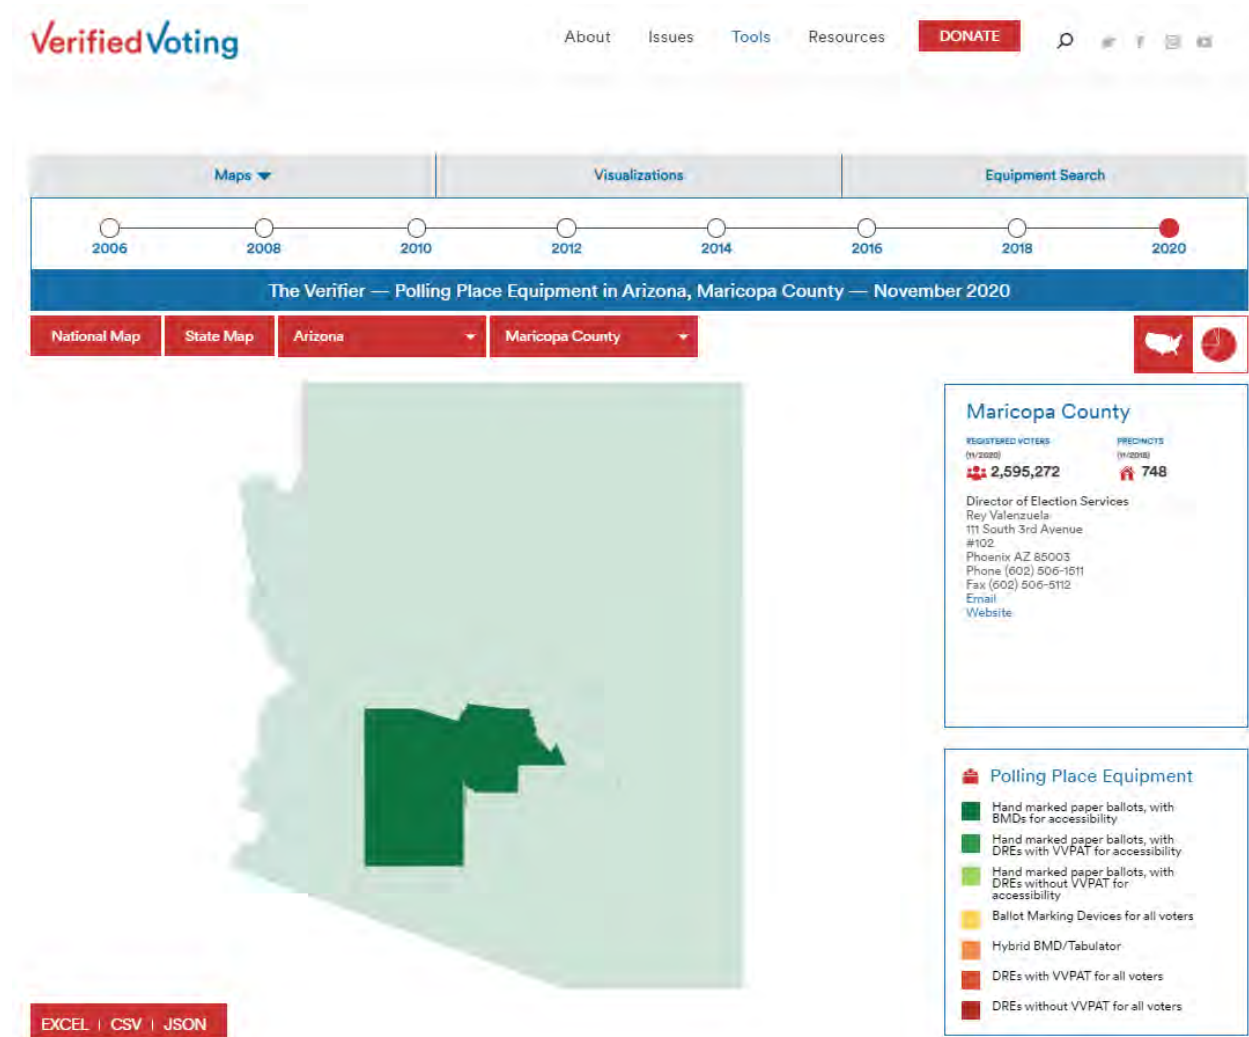 Verified Voting
About Issues Tools Resources DONATE
Maps Visualizations Equipment Search
2006 2008 2010 2012 2014 2016 2018 2020
The Verifier — Polling Place Equipment in Arizona, Maricopa County — November 2020
National Map State Map Arizona Maricopa County
Maricopa County
REGISTERED VOTERS PRECINCTS
(11/2020) (11/2018)
2,595,272 748
Director of Election Services
Rey Valenzuela
111 South 3rd Avenue
#102
Phoenix AZ 85003
Phone (602) 506-1511
Fax (602) 506-5112
Email
Website
Polling Place Equipment
Hand marked paper ballots, with
BMDs for accessibility
Hand marked paper ballots, with
DREs with VVPAT for accessibility
Hand marked paper ballots, with
DREs without VVPAT for
accessibility
Ballot Marking Devices for all voters
Hybrid BMD/Tabulator
DREs with VVPAT for all voters
DREs without VVPAT for all voters
EXCEL | CSV | JSON